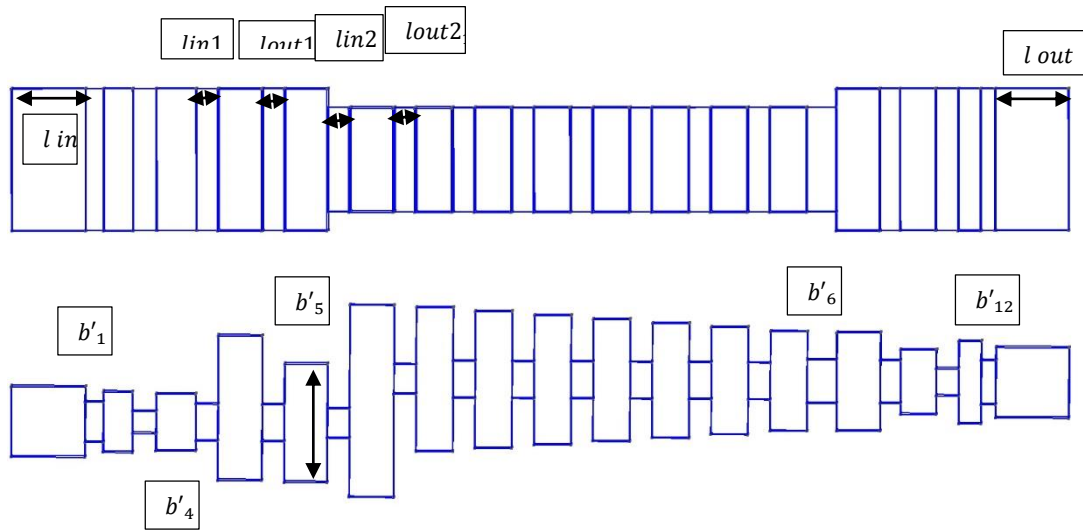 lin1
lout1
lin2
lout2
l out
l in
b′₁
b′₅
b′₆
b′₁₂
b′₄